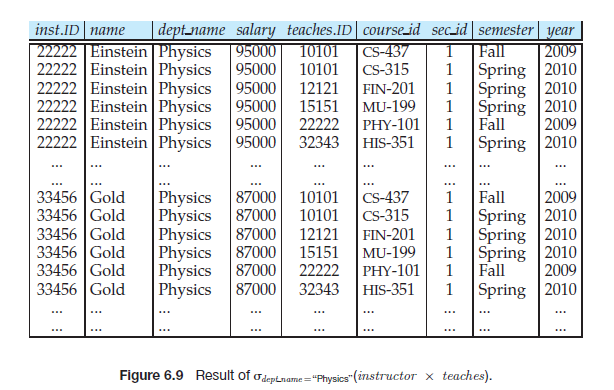 inst.ID name dept_name salary teaches.ID course_id sec_id semester year
22222 Einstein Physics 95000 10101 CS-437 1 Fall 2009
22222 Einstein Physics 95000 10101 CS-315 1 Spring 2010
22222 Einstein Physics 95000 12121 FIN-201 1 Spring 2010
22222 Einstein Physics 95000 15151 MU-199 1 Spring 2010
22222 Einstein Physics 95000 22222 PHY-101 1 Fall 2009
22222 Einstein Physics 95000 32343 HIS-351 1 Spring 2010
... ... ... ... ... ... ... ... ...
... ... ... ... ... ... ... ... ...
33456 Gold Physics 87000 10101 CS-437 1 Fall 2009
33456 Gold Physics 87000 10101 CS-315 1 Spring 2010
33456 Gold Physics 87000 12121 FIN-201 1 Spring 2010
33456 Gold Physics 87000 15151 MU-199 1 Spring 2010
33456 Gold Physics 87000 22222 PHY-101 1 Fall 2009
33456 Gold Physics 87000 32343 HIS-351 1 Spring 2010
... ... ... ... ... ... ... ... ...
... ... ... ... ... ... ... ... ...
Figure 6.9 Result of σdept_name = “Physics”(instructor × teaches).